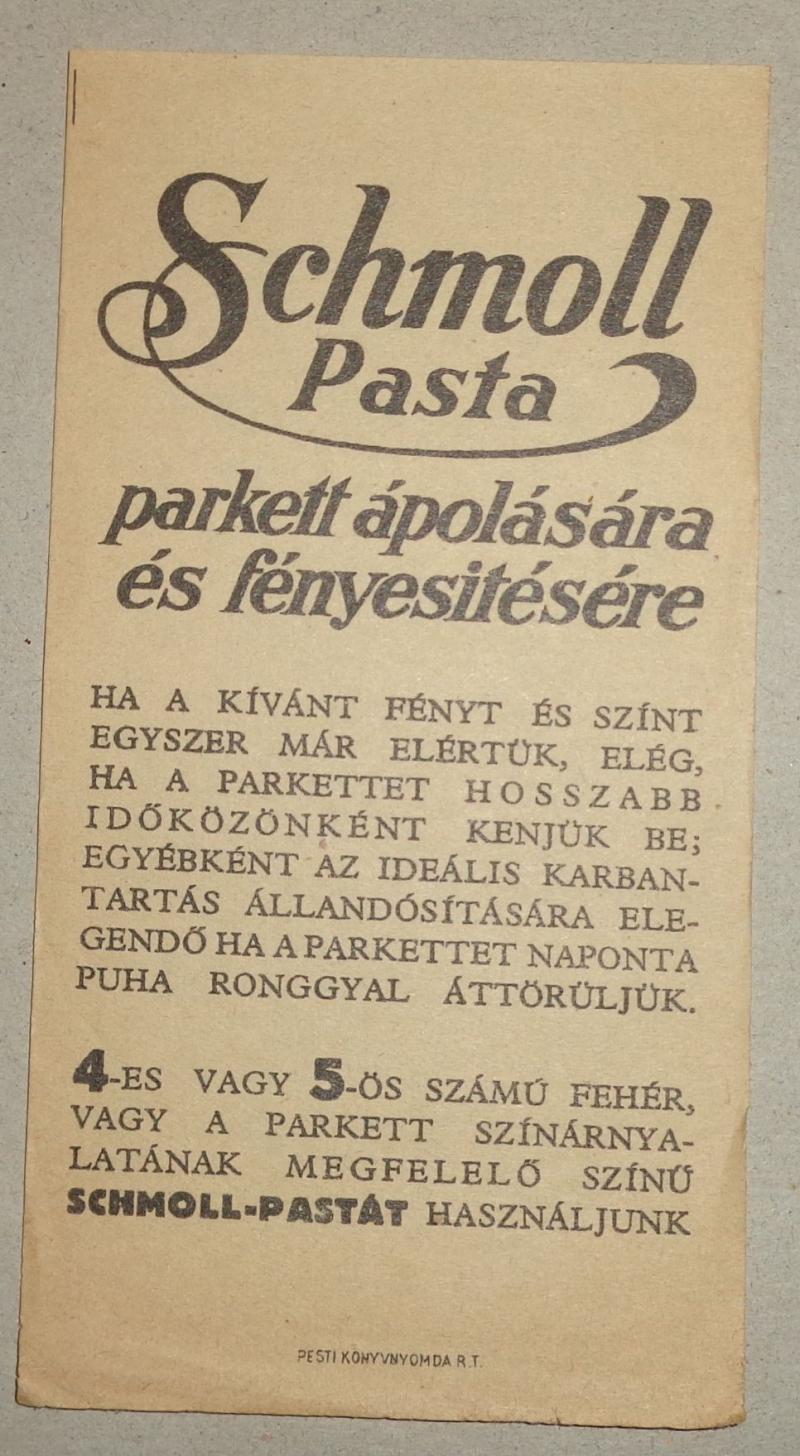 Schmoll
Pasta
parkett ápolására
és fényesitésére
HA A KÍVÁNT FÉNYT ÉS SZÍNT
EGYSZER MÁR ELÉRTÜK, ELÉG,
HA A PARKETTET HOSSZABB
IDŐKÖZÖNKÉNT KENJÜK BE;
EGYÉBKÉNT AZ IDEÁLIS KARBAN-
TARTÁS ÁLLANDÓSÍTÁSÁRA ELE-
GENDŐ HA A PARKETTET NAPONTA
PUHA RONGGYAL ÁTTÖRÜLJÜK.
4-ES VAGY 5-ÖS SZÁMÚ FEHÉR,
VAGY A PARKETT SZÍNÁRNYA-
LATÁNAK MEGFELELŐ SZÍNŰ
SCHMOLL-PASTÁT HASZNÁLJUNK
PESTI KÖNYVNYOMDA R.T.